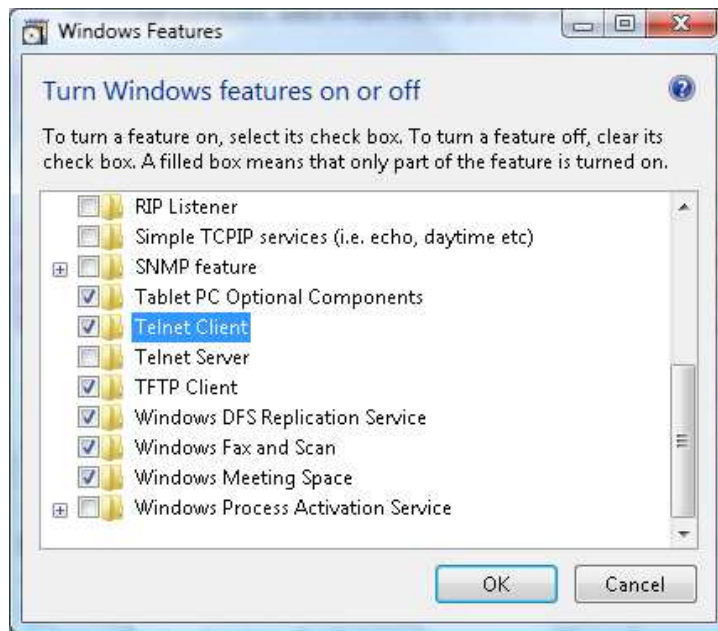 Windows Features
Turn Windows features on or off
To turn a feature on, select its check box. To turn a feature off, clear its
check box. A filled box means that only part of the feature is turned on.
RIP Listener
Simple TCPIP services (i.e. echo, daytime etc)
SNMP feature
Tablet PC Optional Components
Telnet Client
Telnet Server
TFTP Client
Windows DFS Replication Service
Windows Fax and Scan
Windows Meeting Space
Windows Process Activation Service
OK Cancel